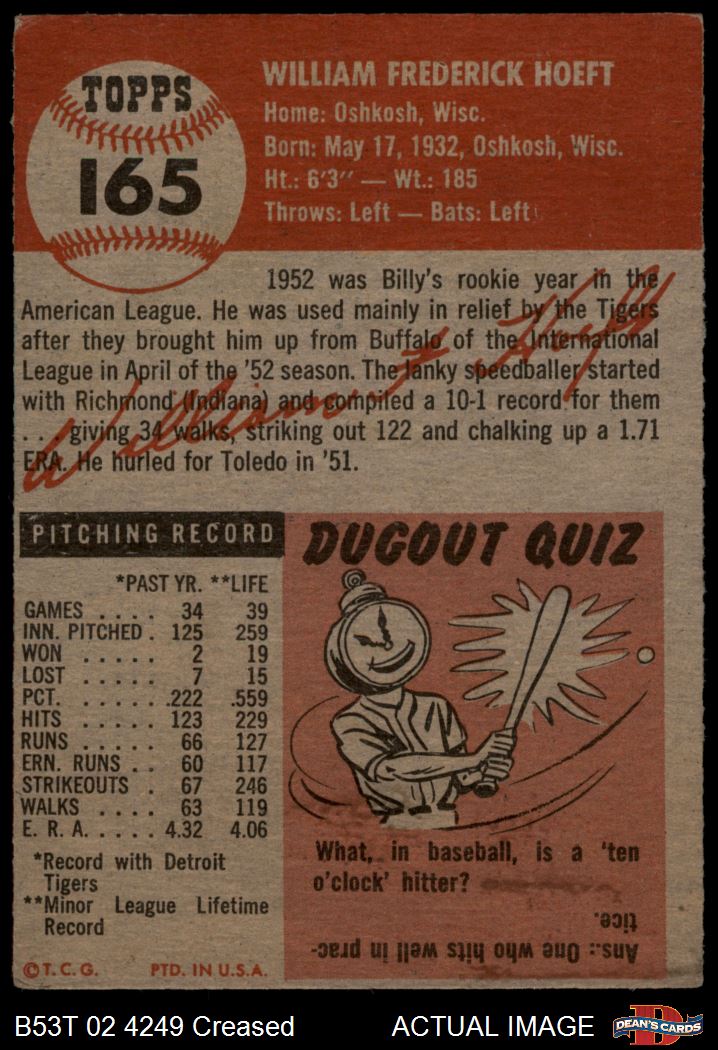 TOPPS
165
WILLIAM FREDERICK HOEFT
Home: Oshkosh, Wisc.
Born: May 17, 1932, Oshkosh, Wisc.
Ht.: 6'3" — Wt.: 185
Throws: Left — Bats: Left
1952 was Billy's rookie year in the
American League. He was used mainly in relief by the Tigers
after they brought him up from Buffalo of the International
League in April of the '52 season. The lanky speedballer started
with Richmond (Indiana) and compiled a 10-1 record for them
. . . giving 34 walks, striking out 122 and chalking up a 1.71
ERA. He hurled for Toledo in '51.
William F Hoeft
PITCHING RECORD
*PAST YR. **LIFE
GAMES . . . . 34 39
INN. PITCHED . 125 259
WON . . . . . 2 19
LOST . . . . . 7 15
PCT. . . . . . .222 .559
HITS . . . . . 123 229
RUNS . . . . . 66 127
ERN. RUNS . . 60 117
STRIKEOUTS . 67 246
WALKS . . . . 63 119
E. R. A. . . . . 4.32 4.06
*Record with Detroit
Tigers
**Minor League Lifetime
Record
© T. C. G. PTD. IN U.S.A.
DUGOUT QUIZ
What, in baseball, is a 'ten
o'clock' hitter?
Ans.: One who hits well in prac-
tice.
B53T 02 4249 Creased
ACTUAL IMAGE
D
DEAN'S CARDS